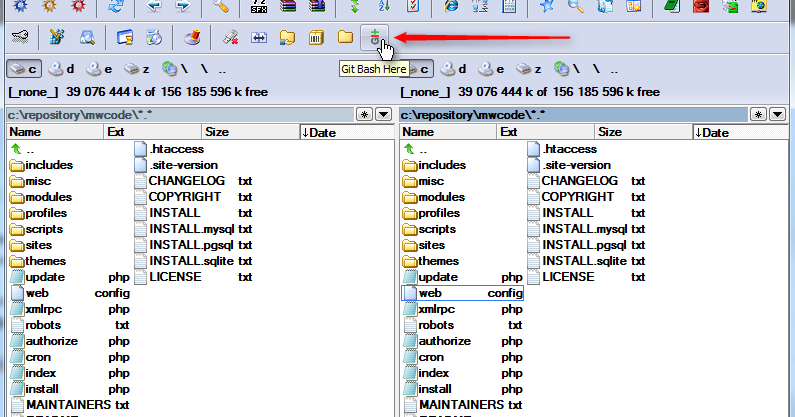 Git Bash Here
c d e z \ \ .. c d e z \ \ ..
[_none_] 39 076 444 k of 156 185 596 k free [_none_] 39 076 444 k of 156 185 596 k free
c:\repository\mwcode\*.* * c:\repository\mwcode\*.* *
Name Ext Size ↓Date Name Ext Size ↓Date
.. .htaccess .. .htaccess
includes .site-version includes .site-version
misc CHANGELOG txt misc CHANGELOG txt
modules COPYRIGHT txt modules COPYRIGHT txt
profiles INSTALL txt profiles INSTALL txt
scripts INSTALL.mysql txt scripts INSTALL.mysql txt
sites INSTALL.pgsql txt sites INSTALL.pgsql txt
themes INSTALL.sqlite txt themes INSTALL.sqlite txt
update php LICENSE txt update php LICENSE txt
web config web config
xmlrpc php xmlrpc php
robots txt robots txt
authorize php authorize php
cron php cron php
index php index php
install php install php
MAINTAINERS txt MAINTAINERS txt